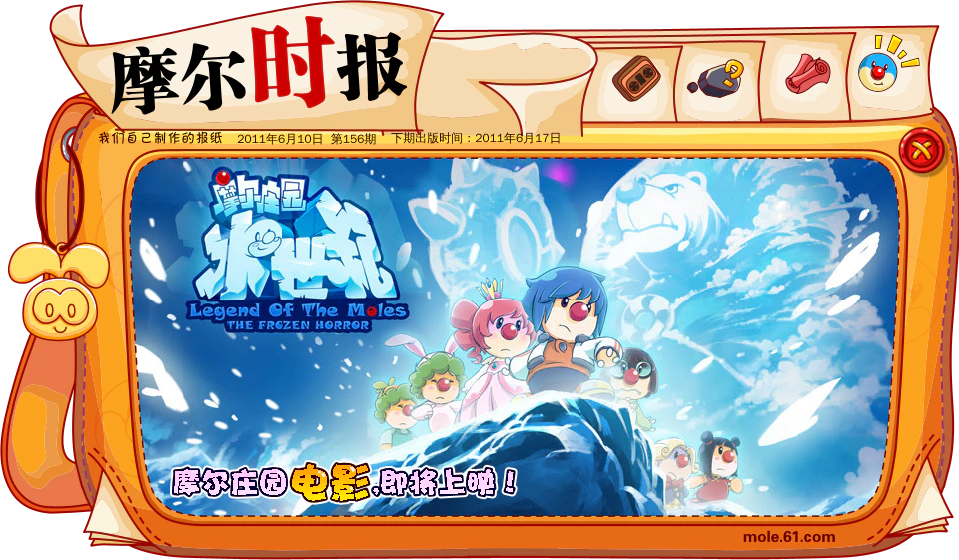 摩尔时报
我们自己制作的报纸 2011年6月10日 第156期 下期出版时间：2011年6月17日
摩尔庄园
冰世纪
Legend Of The Moles
THE FROZEN HORROR
摩尔庄园电影,即将上映！
mole.61.com